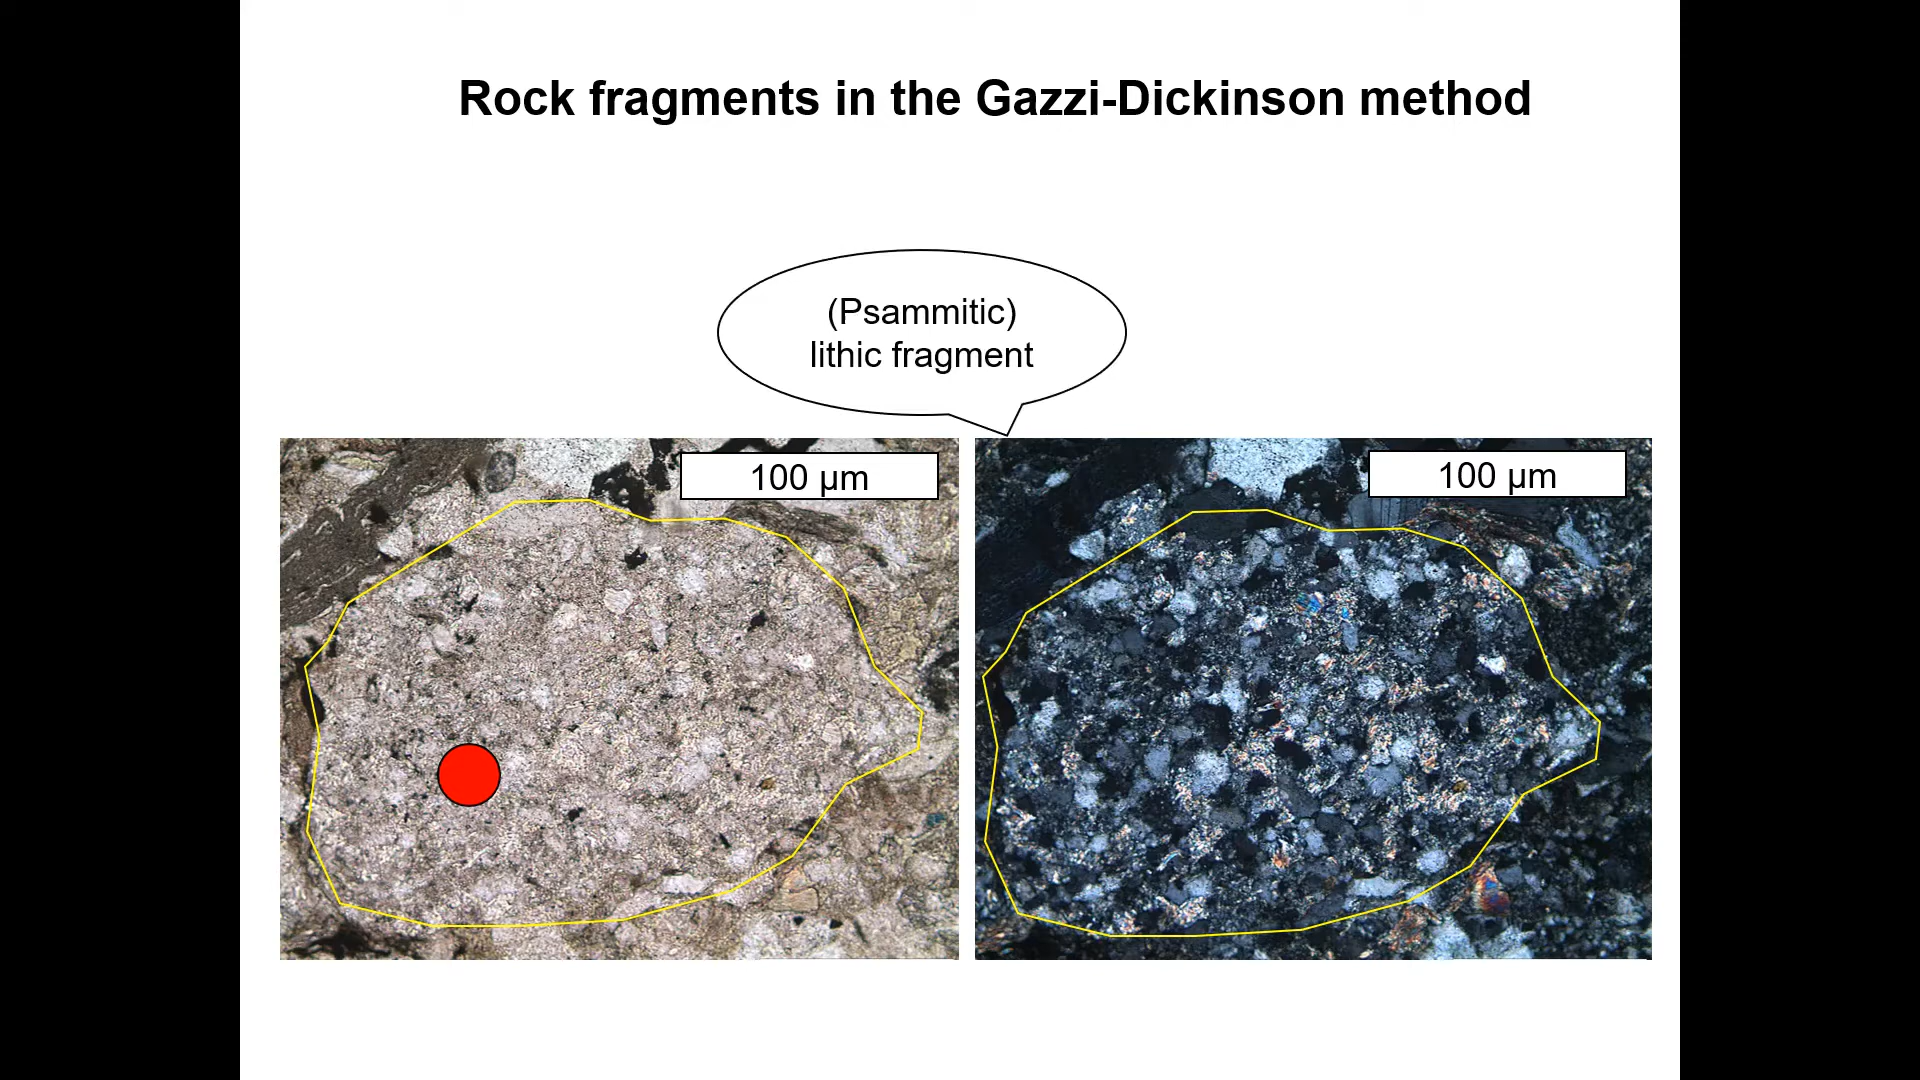 Rock fragments in the Gazzi-Dickinson method
(Psammitic)
lithic fragment
100 µm
100 µm